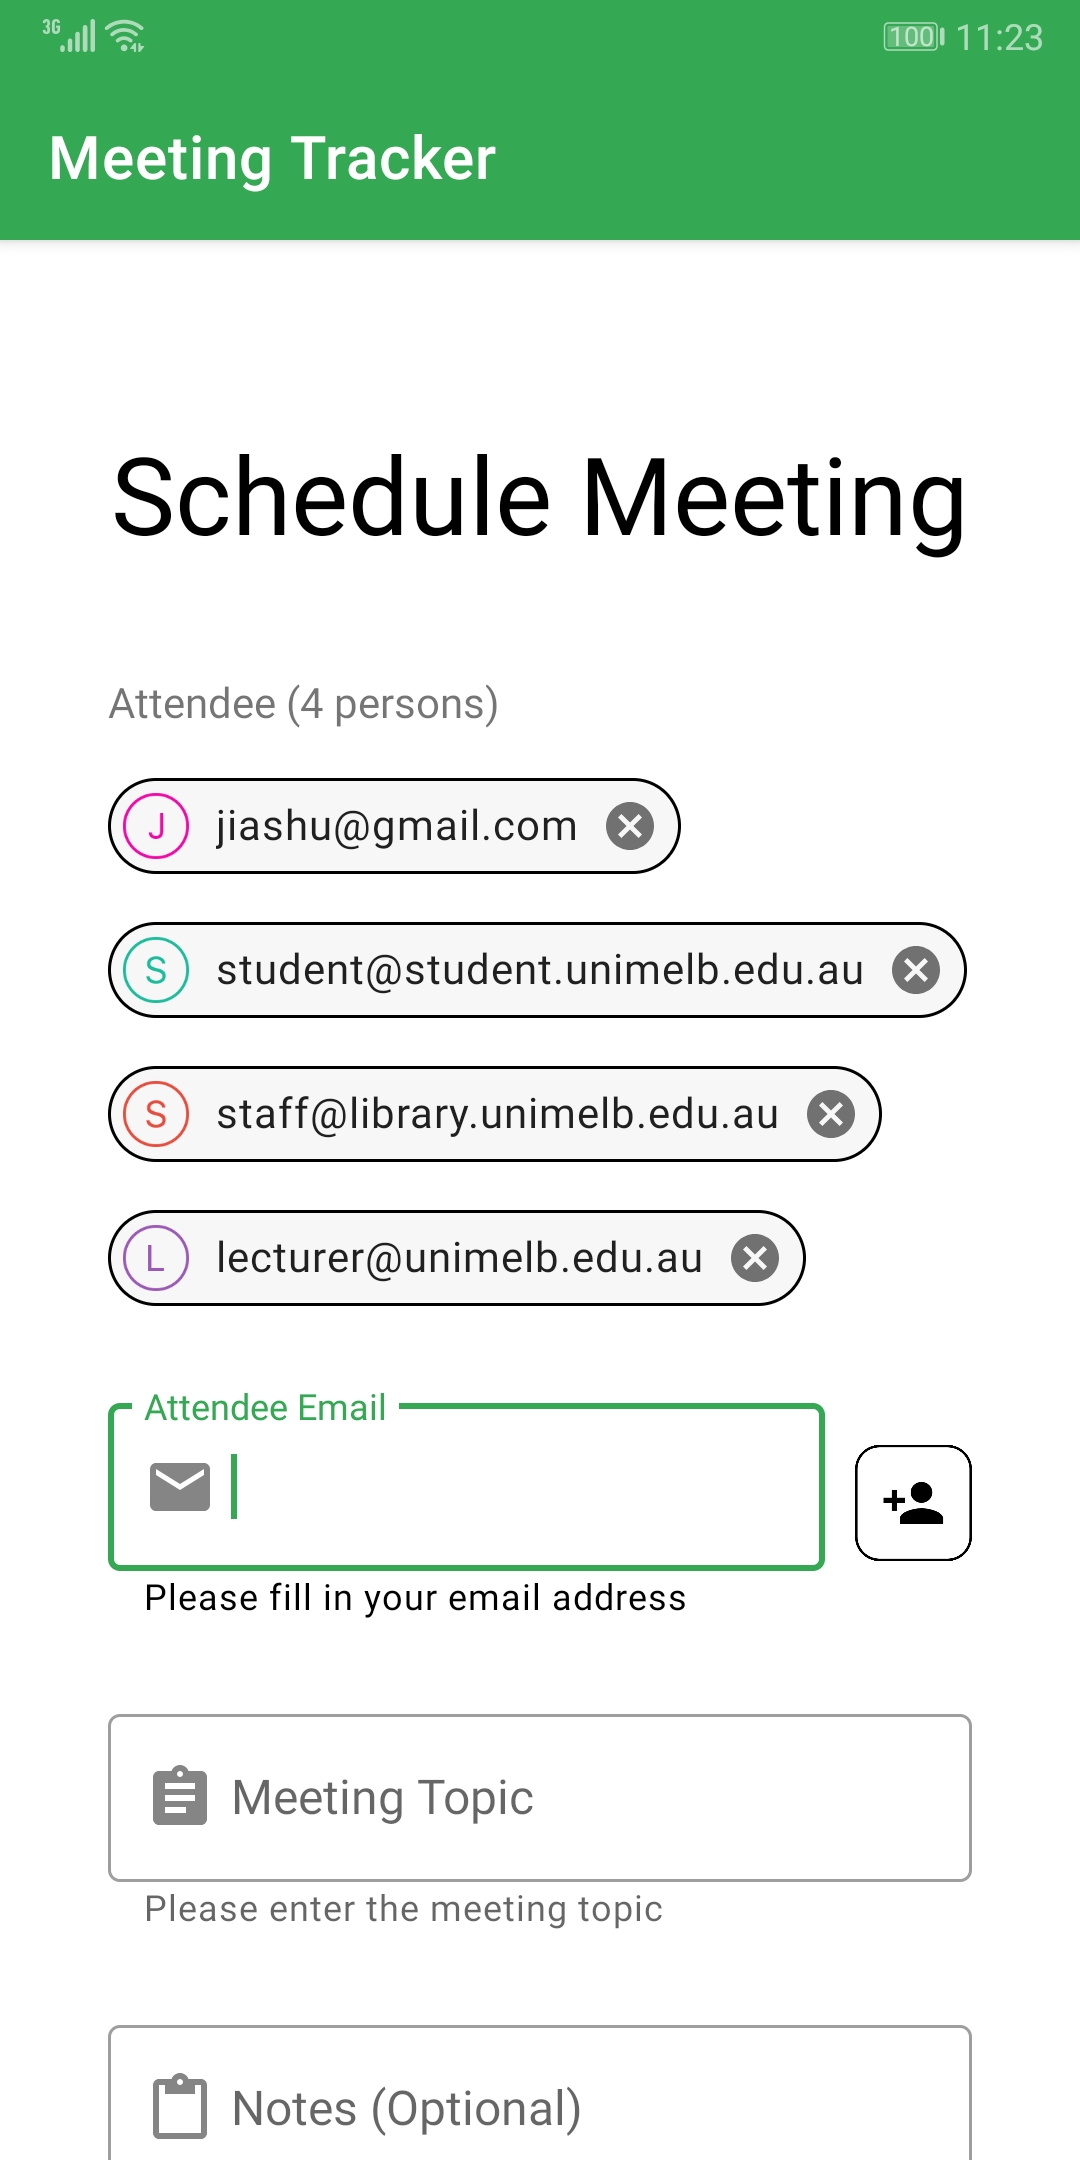 3G 100 11:23
Meeting Tracker
Schedule Meeting
Attendee (4 persons)
J jiashu@gmail.com
S student@student.unimelb.edu.au
S staff@library.unimelb.edu.au
L lecturer@unimelb.edu.au
Attendee Email
Please fill in your email address
Meeting Topic
Please enter the meeting topic
Notes (Optional)